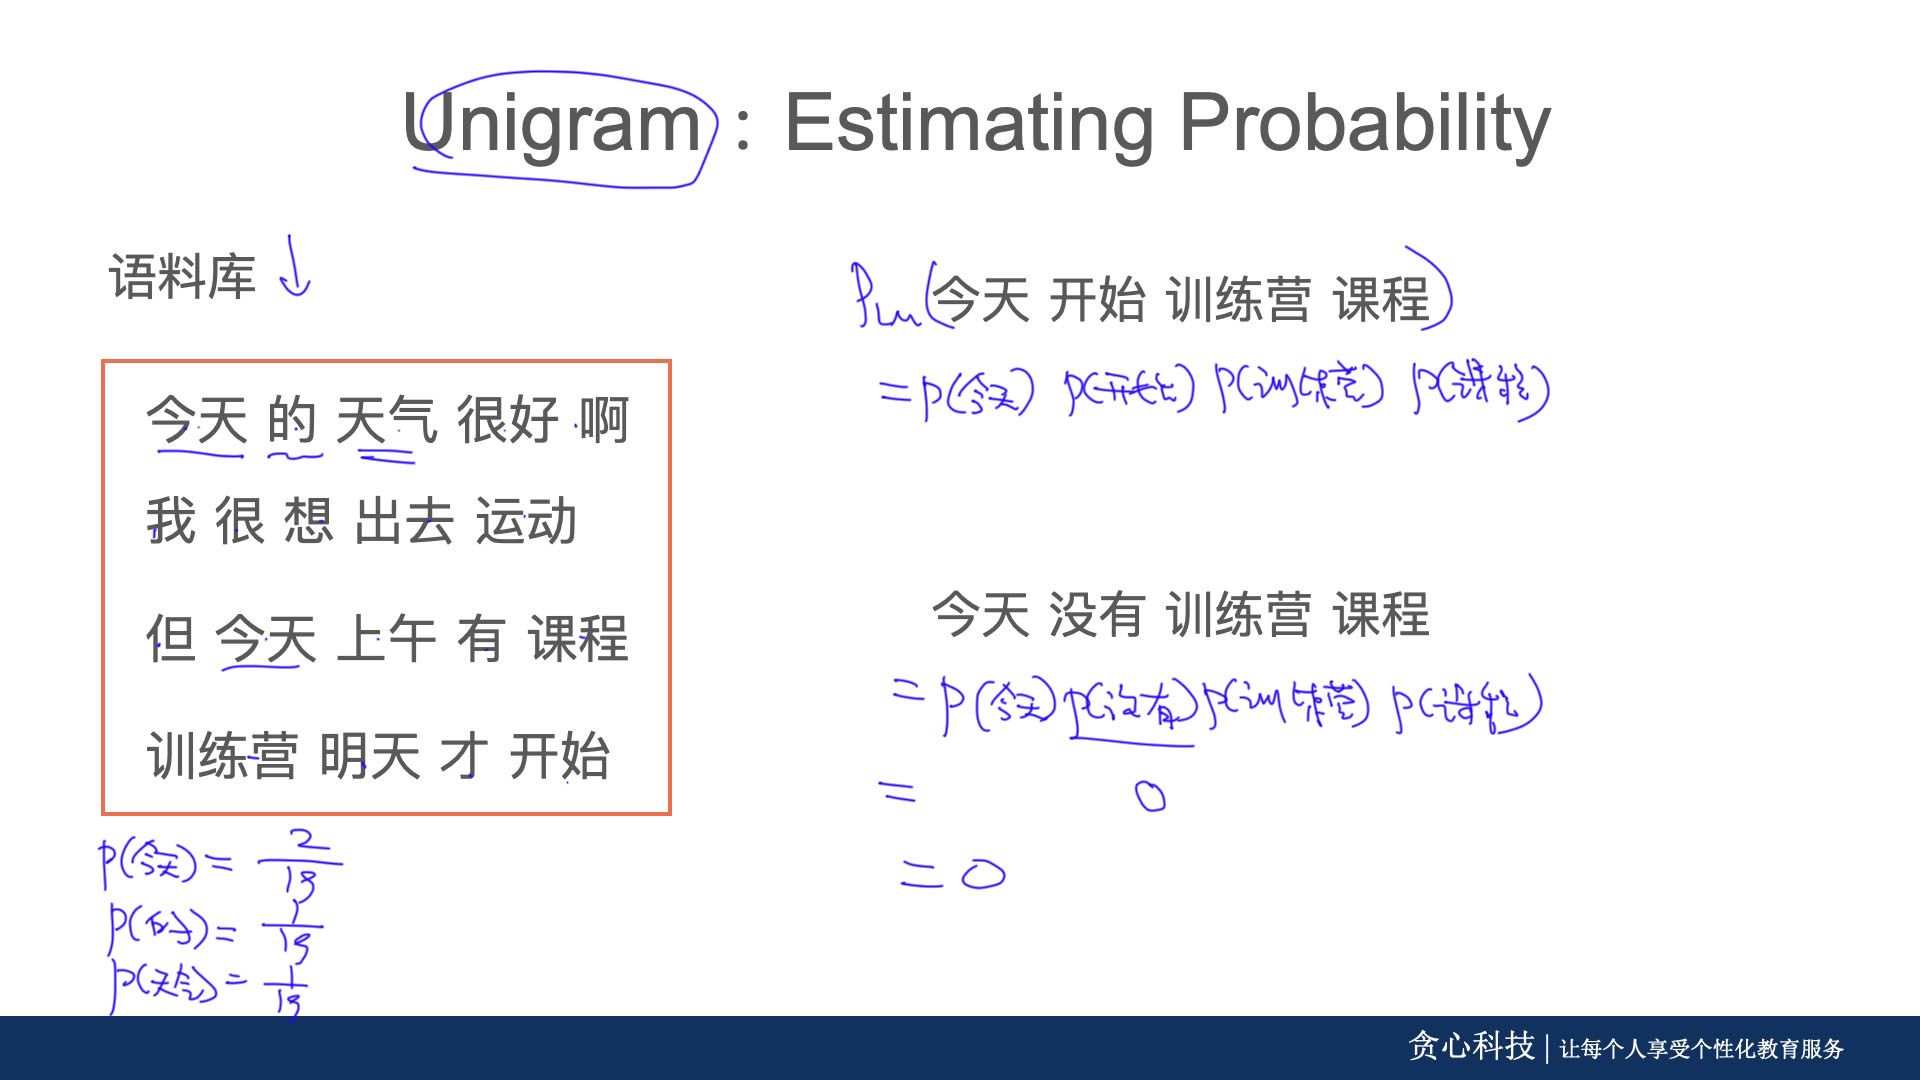 Unigram：Estimating Probability
语料库 ↓
今天 的 天气 很好 啊
我 很 想 出去 运动
但 今天 上午 有 课程
训练营 明天 才 开始
p(今天) = 2/19
p(的) = 1/19
p(天气) = 1/19
PLM(今天 开始 训练营 课程)
= p(今天) p(开始) p(训练营) p(课程)
今天 没有 训练营 课程
= p(今天) p(没有) p(训练营) p(课程)
= 0
= 0
贪心科技 | 让每个人享受个性化教育服务